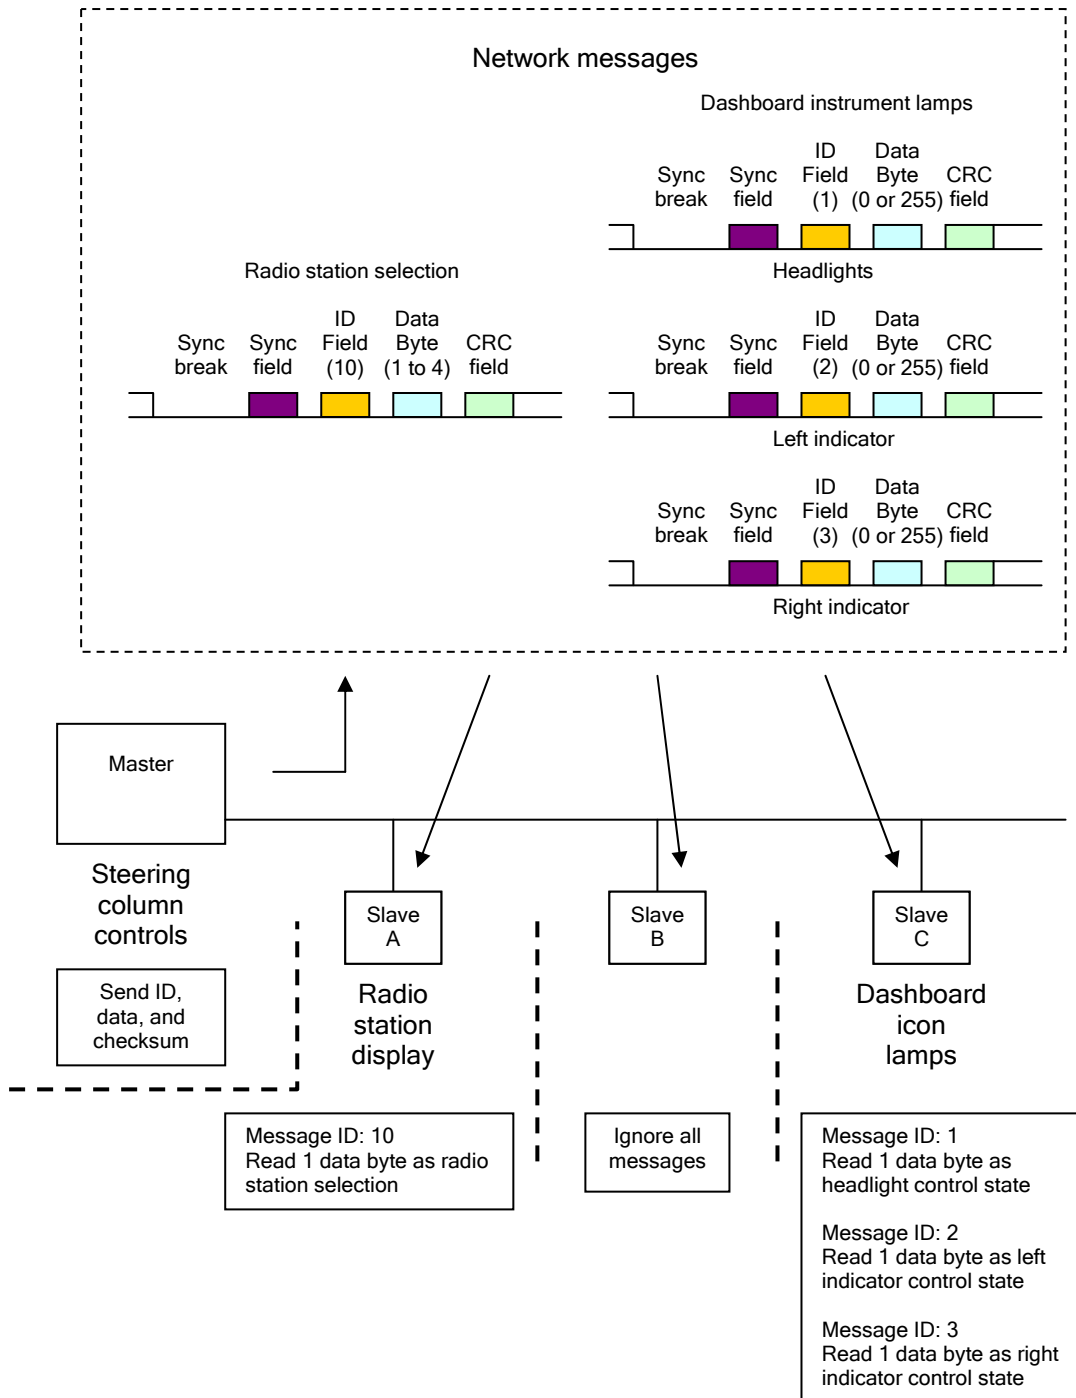 Network messages
Dashboard instrument lamps
ID Data
Sync Sync Field Byte CRC
break field (1) (0 or 255) field
Headlights
Radio station selection
ID Data
Sync Sync Field Byte CRC
break field (10) (1 to 4) field
ID Data
Sync Sync Field Byte CRC
break field (2) (0 or 255) field
Left indicator
ID Data
Sync Sync Field Byte CRC
break field (3) (0 or 255) field
Right indicator
Master
Steering
column
controls
Send ID,
data, and
checksum
Slave
A
Radio
station
display
Slave
B
Slave
C
Dashboard
icon
lamps
Message ID: 10
Read 1 data byte as radio
station selection
Ignore all
messages
Message ID: 1
Read 1 data byte as
headlight control state
Message ID: 2
Read 1 data byte as left
indicator control state
Message ID: 3
Read 1 data byte as right
indicator control state